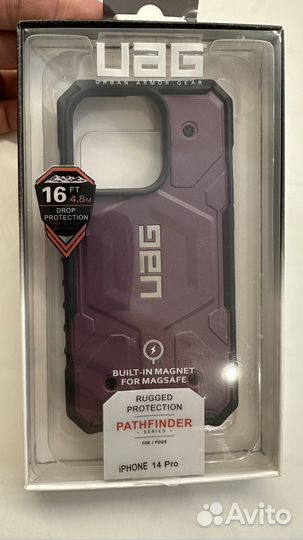 UAG
URBAN ARMOR GEAR
16 FT
4.8M
DROP
PROTECTION
UAG
BUILT-IN MAGNET
FOR MAGSAFE
RUGGED
PROTECTION
PATHFINDER
SERIES
FOR / POUR
iPHONE 14 Pro
Avito